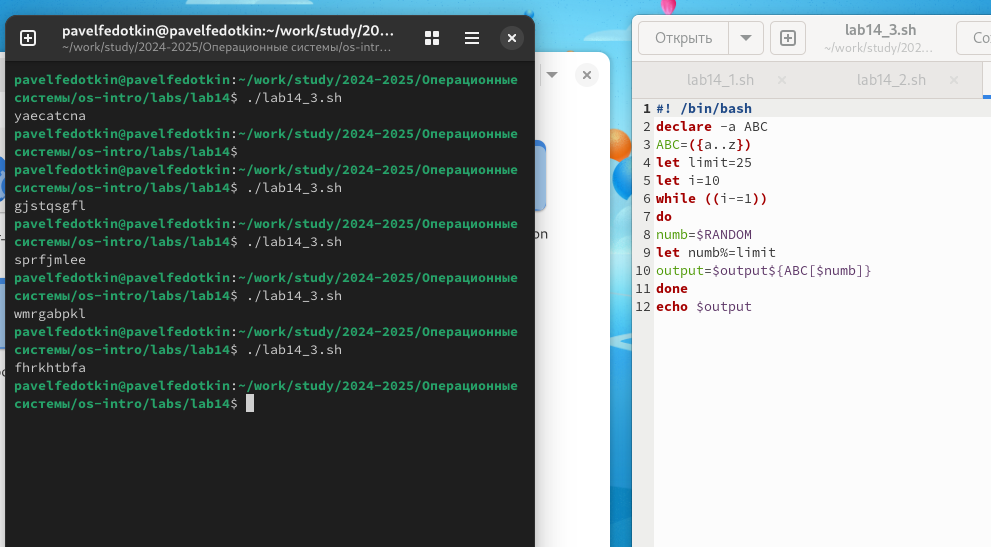 pavelfedotkin@pavelfedotkin:~/work/study/20...
~/work/study/2024-2025/Операционные системы/os-intr...
pavelfedotkin@pavelfedotkin:~/work/study/2024-2025/Операционные
системы/os-intro/labs/lab14$ ./lab14_3.sh
yaecatcna
pavelfedotkin@pavelfedotkin:~/work/study/2024-2025/Операционные
системы/os-intro/labs/lab14$
pavelfedotkin@pavelfedotkin:~/work/study/2024-2025/Операционные
системы/os-intro/labs/lab14$ ./lab14_3.sh
gjstqsgfl
pavelfedotkin@pavelfedotkin:~/work/study/2024-2025/Операционные
системы/os-intro/labs/lab14$ ./lab14_3.sh
sprfjmlee
pavelfedotkin@pavelfedotkin:~/work/study/2024-2025/Операционные
системы/os-intro/labs/lab14$ ./lab14_3.sh
wmrgabpkl
pavelfedotkin@pavelfedotkin:~/work/study/2024-2025/Операционные
системы/os-intro/labs/lab14$ ./lab14_3.sh
fhrkhtbfa
pavelfedotkin@pavelfedotkin:~/work/study/2024-2025/Операционные
системы/os-intro/labs/lab14$
on
Открыть
lab14_3.sh
~/work/study/202...
Со
lab14_1.sh
lab14_2.sh
1 #! /bin/bash
2 declare -a ABC
3 ABC=({a..z})
4 let limit=25
5 let i=10
6 while ((i-=1))
7 do
8 numb=$RANDOM
9 let numb%=limit
10 output=$output${ABC[$numb]}
11 done
12 echo $output